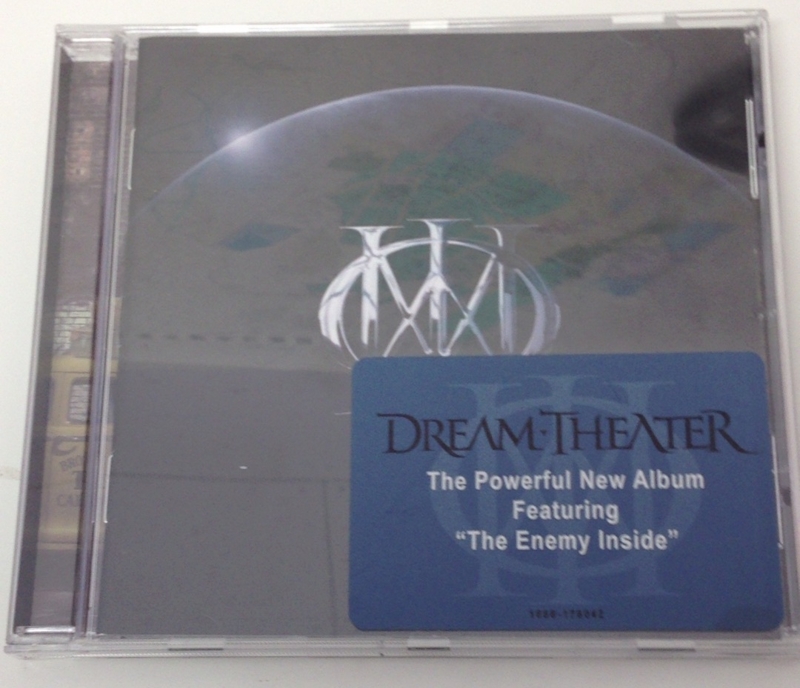 DREAM·THEATER
The Powerful New Album
Featuring
“The Enemy Inside”